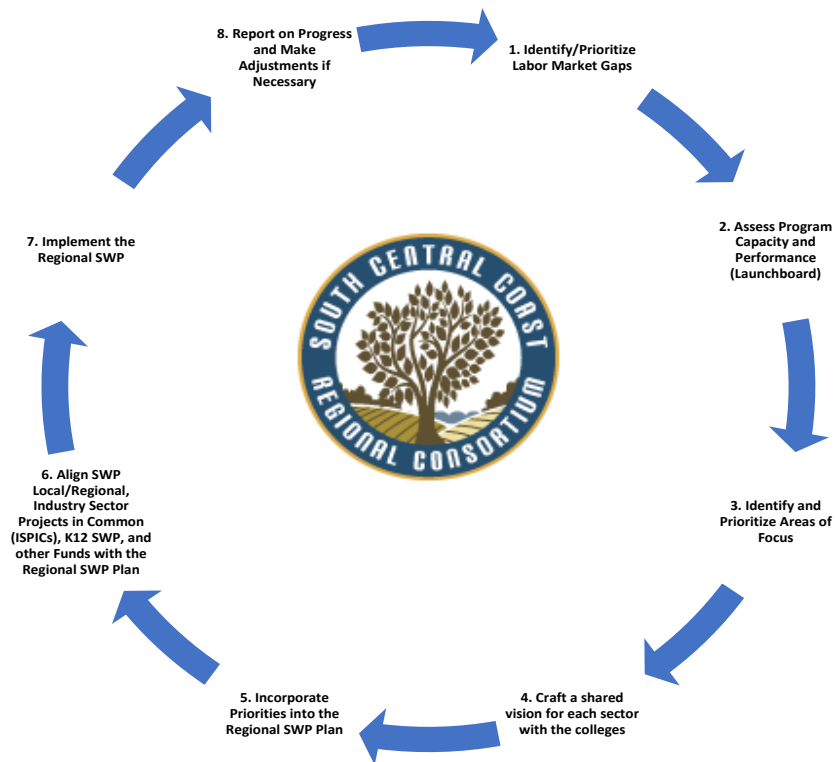 8. Report on Progress
and Make
Adjustments if
Necessary
1. Identify/Prioritize
Labor Market Gaps
2. Assess Program
Capacity and
Performance
(Launchboard)
3. Identify and
Prioritize Areas of
Focus
4. Craft a shared
vision for each sector
with the colleges
5. Incorporate
Priorities into the
Regional SWP Plan
6. Align SWP
Local/Regional,
Industry Sector
Projects in Common
(ISPICs), K12 SWP, and
other Funds with the
Regional SWP Plan
7. Implement the
Regional SWP
SOUTH CENTRAL COAST
REGIONAL CONSORTIUM